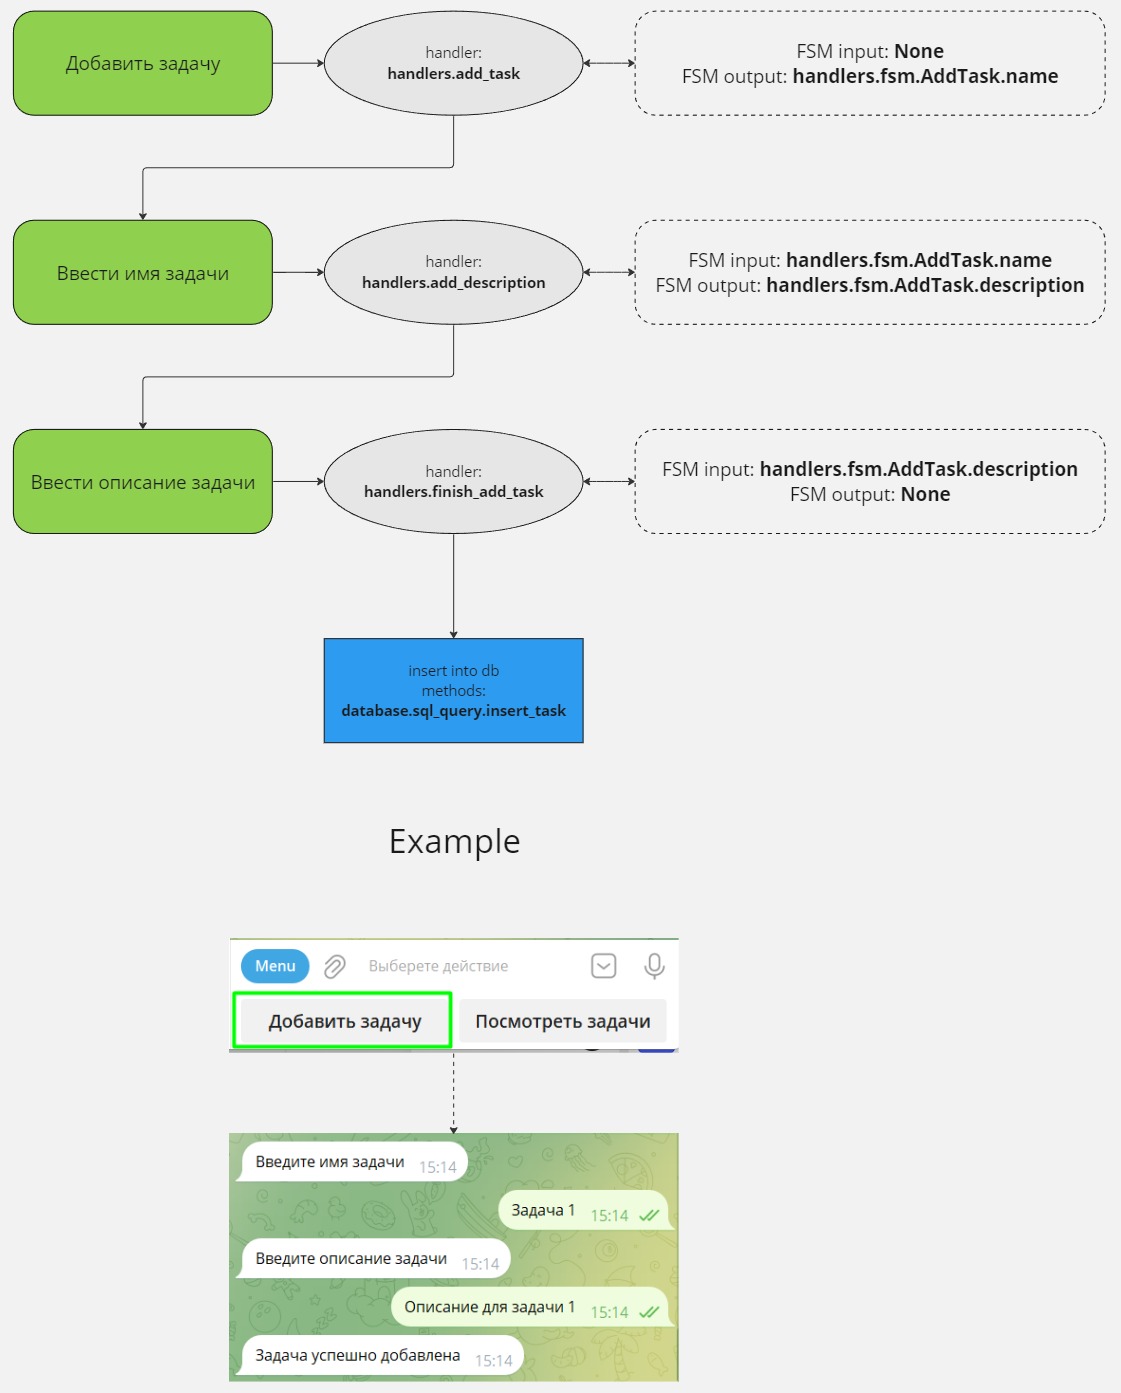 Добавить задачу
handler:
handlers.add_task
FSM input: None
FSM output: handlers.fsm.AddTask.name
Ввести имя задачи
handler:
handlers.add_description
FSM input: handlers.fsm.AddTask.name
FSM output: handlers.fsm.AddTask.description
Ввести описание задачи
handler:
handlers.finish_add_task
FSM input: handlers.fsm.AddTask.description
FSM output: None
insert into db
methods:
database.sql_query.insert_task
Example
Menu Выберете действие
Добавить задачу Посмотреть задачи
Введите имя задачи 15:14
Задача 1 15:14
Введите описание задачи 15:14
Описание для задачи 1 15:14
Задача успешно добавлена 15:14